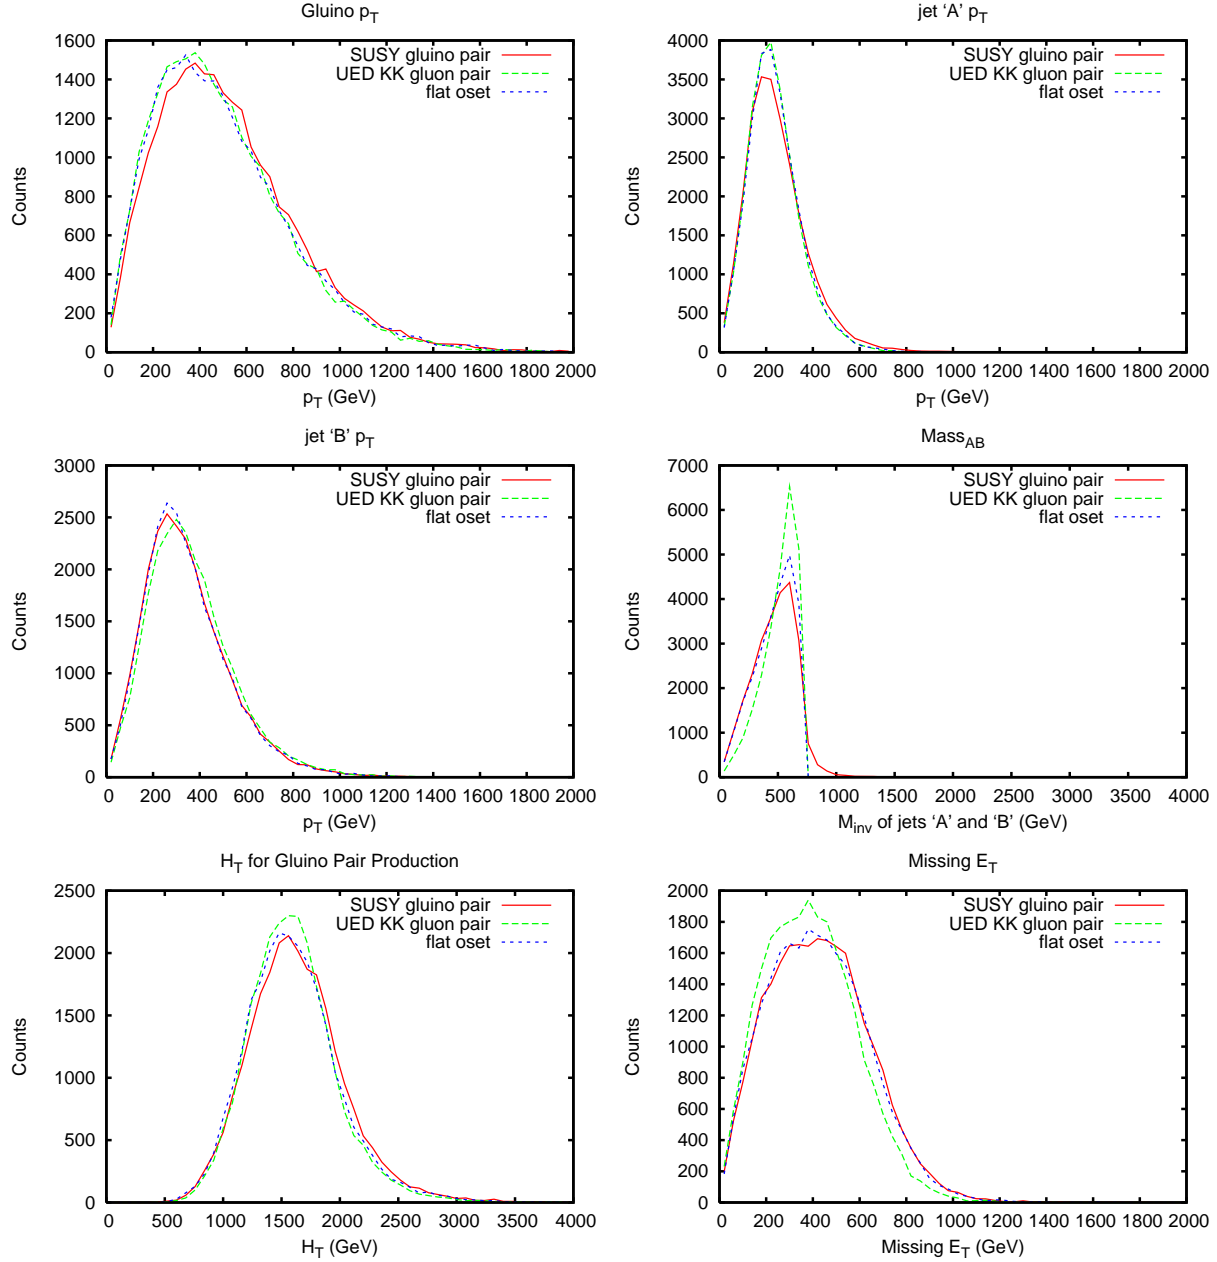 Gluino p_T
1600
1400
1200
1000
800
600
400
200
0
Counts
SUSY gluino pair
UED KK gluon pair
flat oset
0 200 400 600 800 1000 1200 1400 1600 1800 2000
p_T (GeV)
jet ‘A’ p_T
4000
3500
3000
2500
2000
1500
1000
500
0
Counts
SUSY gluino pair
UED KK gluon pair
flat oset
0 200 400 600 800 1000 1200 1400 1600 1800 2000
p_T (GeV)
jet ‘B’ p_T
3000
2500
2000
1500
1000
500
0
Counts
SUSY gluino pair
UED KK gluon pair
flat oset
0 200 400 600 800 1000 1200 1400 1600 1800 2000
p_T (GeV)
Mass_AB
7000
6000
5000
4000
3000
2000
1000
0
Counts
SUSY gluino pair
UED KK gluon pair
flat oset
0 500 1000 1500 2000 2500 3000 3500 4000
M_inv of jets ‘A’ and ‘B’ (GeV)
H_T for Gluino Pair Production
2500
2000
1500
1000
500
0
Counts
SUSY gluino pair
UED KK gluon pair
flat oset
0 500 1000 1500 2000 2500 3000 3500 4000
H_T (GeV)
Missing E_T
2000
1800
1600
1400
1200
1000
800
600
400
200
0
Counts
SUSY gluino pair
UED KK gluon pair
flat oset
0 200 400 600 800 1000 1200 1400 1600 1800 2000
Missing E_T (GeV)